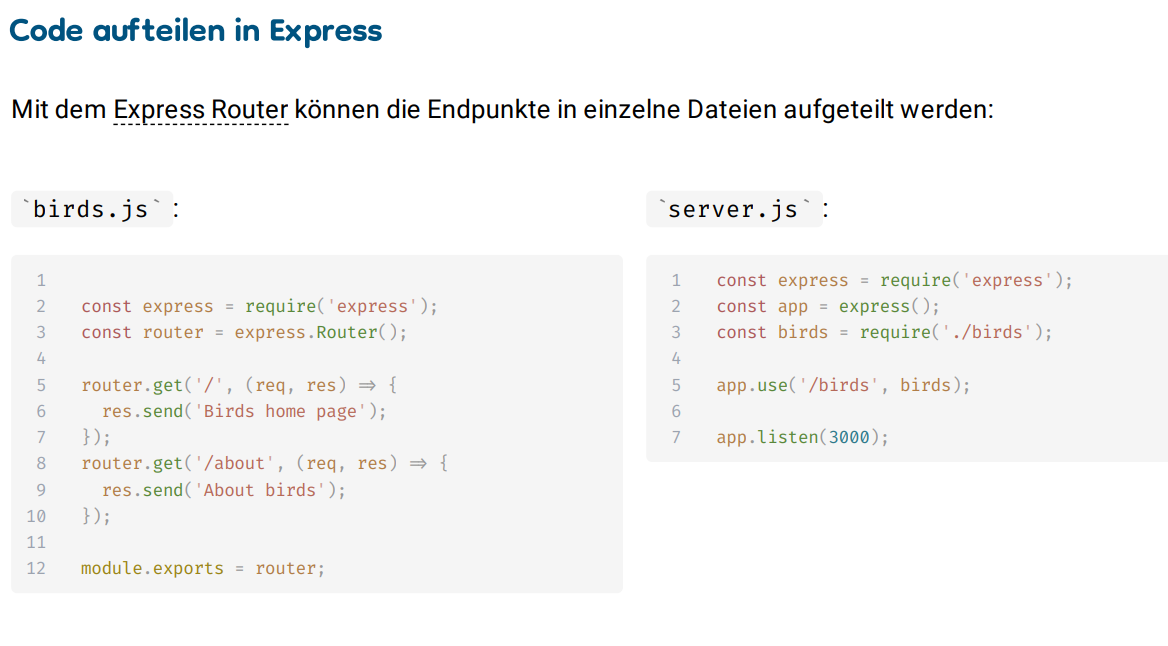 Code aufteilen in Express
Mit dem Express Router können die Endpunkte in einzelne Dateien aufgeteilt werden:
`birds.js`:
1
2 const express = require('express');
3 const router = express.Router();
4
5 router.get('/', (req, res) => {
6   res.send('Birds home page');
7 });
8 router.get('/about', (req, res) => {
9   res.send('About birds');
10 });
11
12 module.exports = router;
`server.js`:
1 const express = require('express');
2 const app = express();
3 const birds = require('./birds');
4
5 app.use('/birds', birds);
6
7 app.listen(3000);